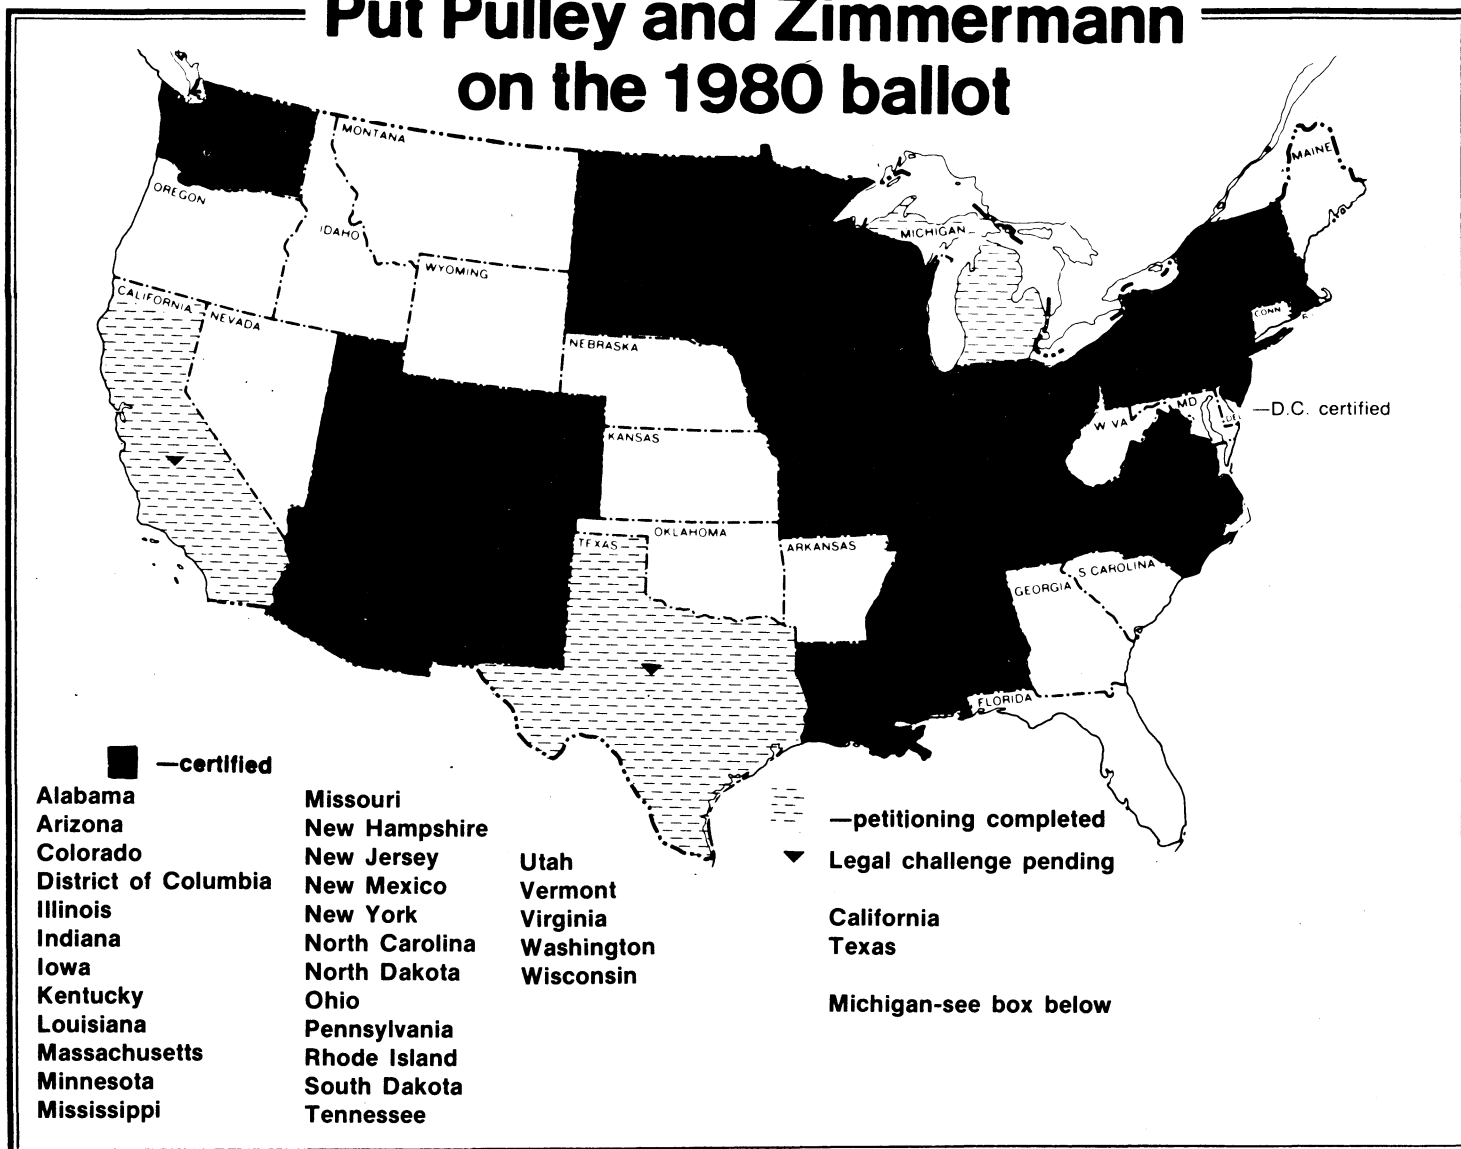 Put Pulley and Zimmermann
on the 1980 ballot
MONTANA
MAINE
OREGON
IDAHO
MICHIGAN
WYOMING
CALIFORNIA
NEVADA
CONN
NEBRASKA
MD
DEL
—D.C. certified
W VA
KANSAS
OKLAHOMA
TEXAS
ARKANSAS
S CAROLINA
GEORGIA
FLORIDA
—certified
Alabama
Arizona
Colorado
District of Columbia
Illinois
Indiana
Iowa
Kentucky
Louisiana
Massachusetts
Minnesota
Mississippi
Missouri
New Hampshire
New Jersey
New Mexico
New York
North Carolina
North Dakota
Ohio
Pennsylvania
Rhode Island
South Dakota
Tennessee
Utah
Vermont
Virginia
Washington
Wisconsin
—petitioning completed
Legal challenge pending
California
Texas
Michigan-see box below